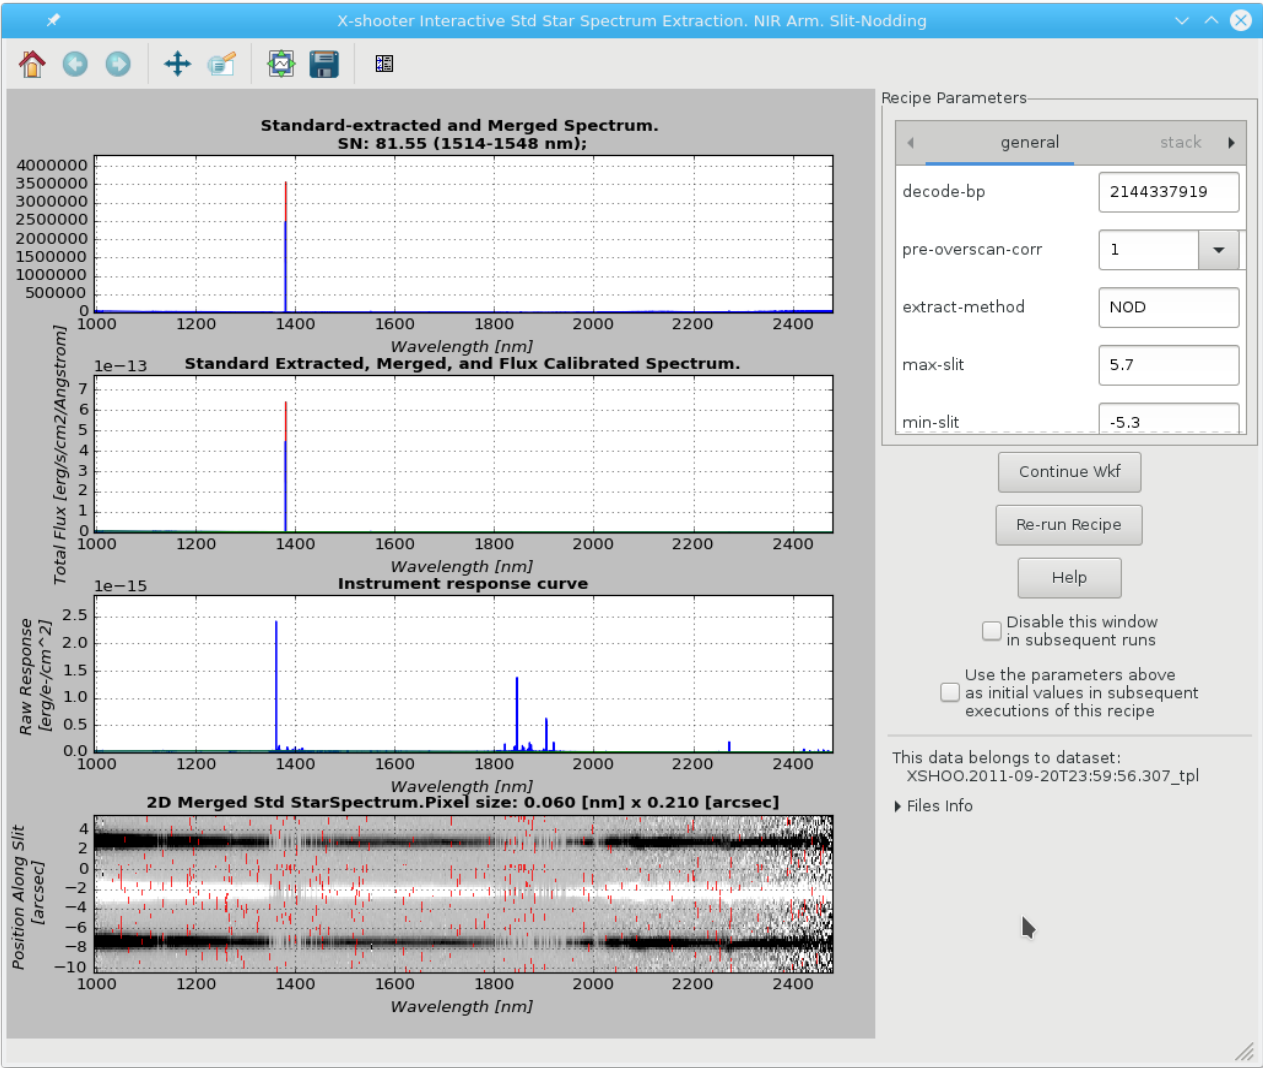 X-shooter Interactive Std Star Spectrum Extraction. NIR Arm. Slit-Nodding
Standard-extracted and Merged Spectrum.
SN: 81.55 (1514-1548 nm);
4000000
3500000
3000000
2500000
2000000
1500000
1000000
500000
0
1000 1200 1400 1600 1800 2000 2200 2400
Wavelength [nm]
1e−13
Standard Extracted, Merged, and Flux Calibrated Spectrum.
Total Flux [erg/s/cm2/Angstrom]
7
6
5
4
3
2
1
0
1000 1200 1400 1600 1800 2000 2200 2400
Wavelength [nm]
1e−15
Instrument response curve
Raw Response
[erg/e-/cm^2]
2.5
2.0
1.5
1.0
0.5
0.0
1000 1200 1400 1600 1800 2000 2200 2400
Wavelength [nm]
2D Merged Std StarSpectrum.Pixel size: 0.060 [nm] x 0.210 [arcsec]
Position Along Slit
[arcsec]
4
2
0
−2
−4
−6
−8
−10
1000 1200 1400 1600 1800 2000 2200 2400
Wavelength [nm]
Recipe Parameters
general stack
decode-bp 2144337919
pre-overscan-corr 1
extract-method NOD
max-slit 5.7
min-slit -5.3
Continue Wkf
Re-run Recipe
Help
Disable this window
in subsequent runs
Use the parameters above
as initial values in subsequent
executions of this recipe
This data belongs to dataset:
XSHOO.2011-09-20T23:59:56.307_tpl
Files Info